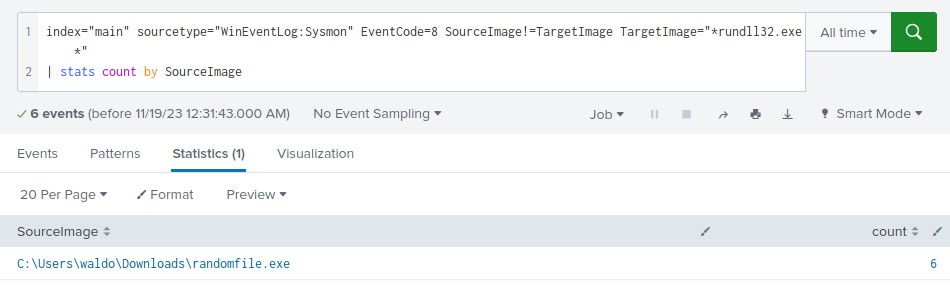 1 index="main" sourcetype="WinEventLog:Sysmon" EventCode=8 SourceImage!=TargetImage TargetImage="*rundll32.exe
*"
All time
2 | stats count by SourceImage
6 events (before 11/19/23 12:31:43.000 AM) No Event Sampling Job Smart Mode
Events Patterns Statistics (1) Visualization
20 Per Page Format Preview
SourceImage count
C:\Users\waldo\Downloads\randomfile.exe 6